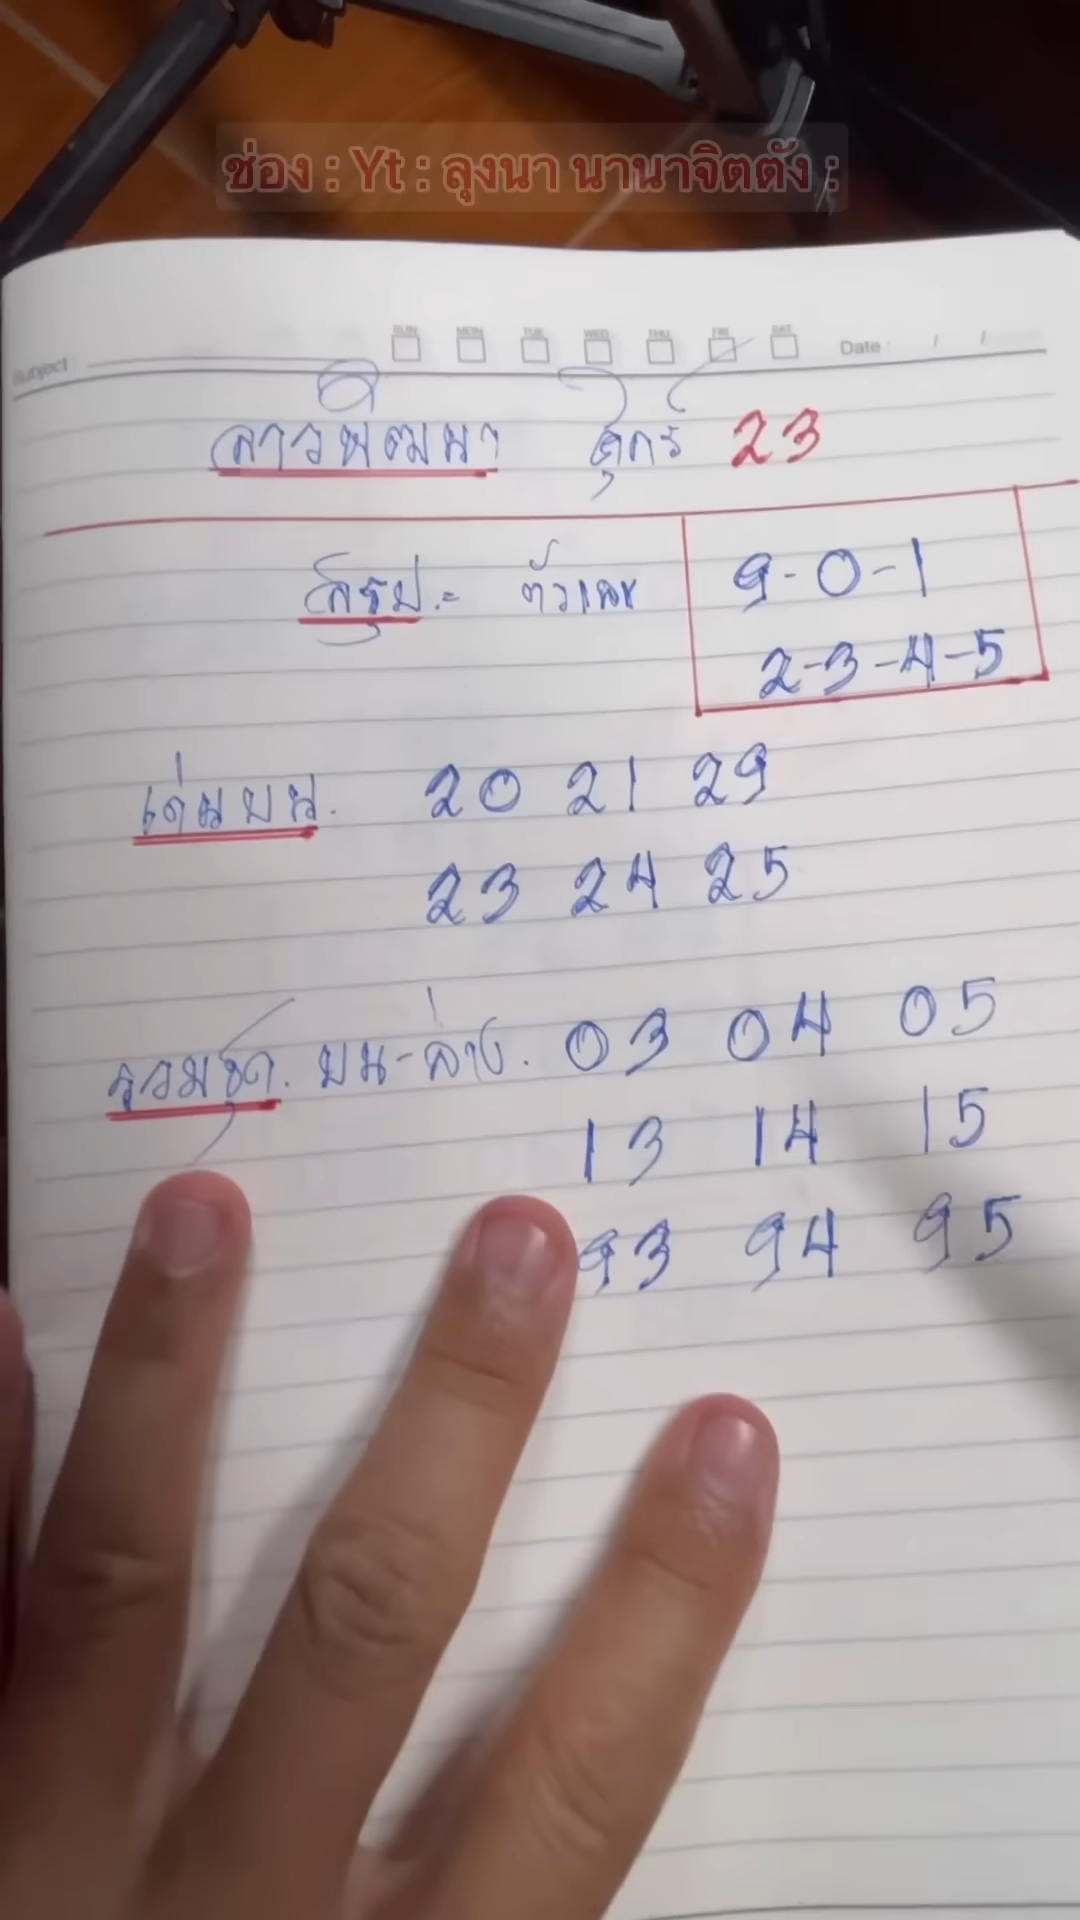 ช่อง : Yt : ลุงนา นานาจิตตัง :
SUN MON TUE WED THU FRI SAT
Subject : Date : / /
ลาวพัฒนา ศุกร์ 23
สรุป.= ตัวเลข 9-0-1
2-3-4-5
เด่นบน. 20 21 29
23 24 25
รวมชุด. บน-ล่าง. 03 04 05
13 14 15
93 94 95